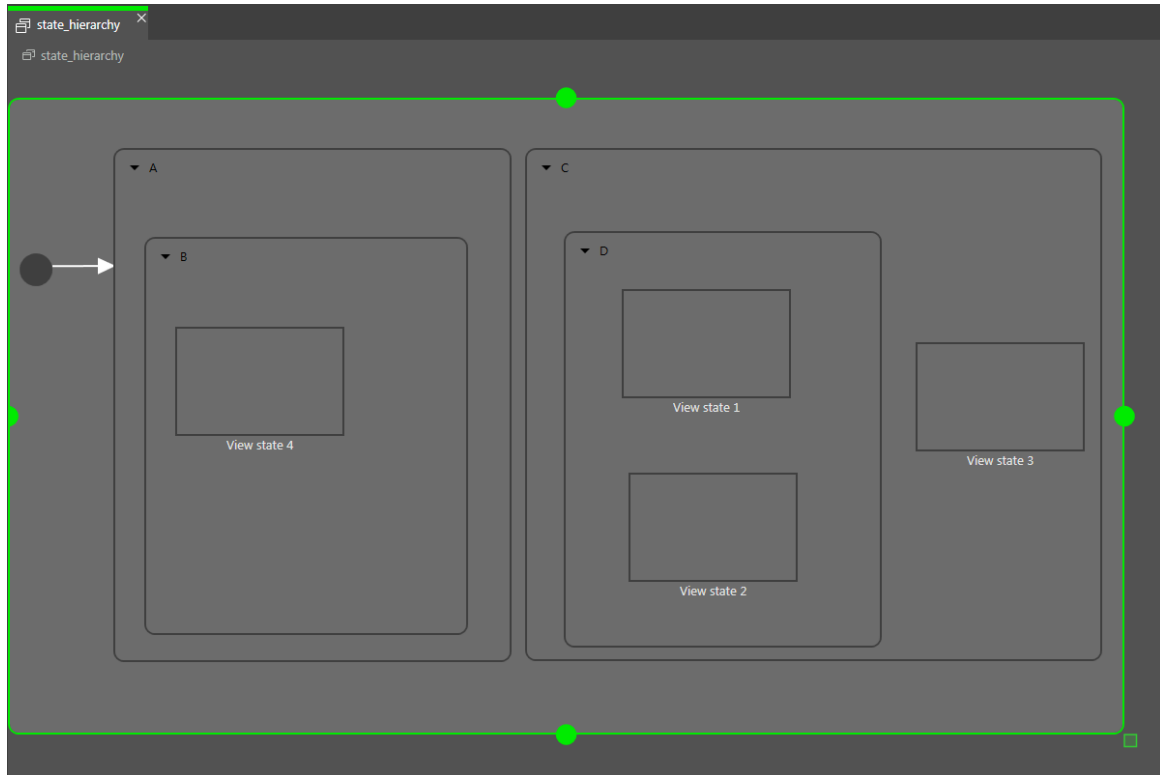 state_hierarchy
state_hierarchy
A
C
B
D
View state 1
View state 4
View state 3
View state 2